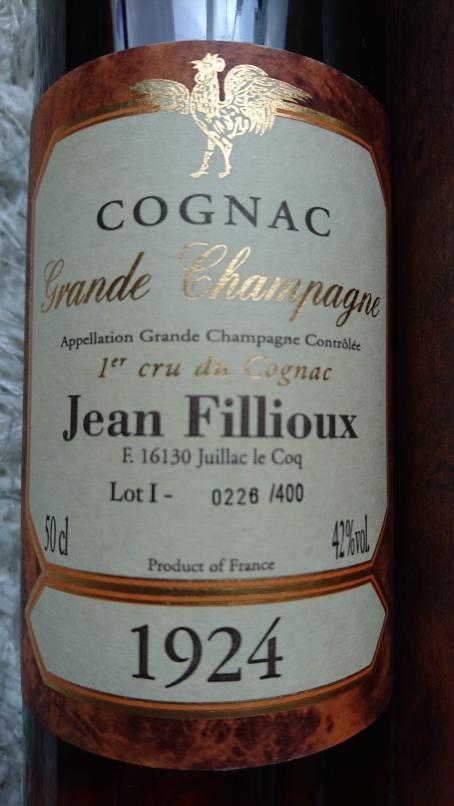 COGNAC
Grande Champagne
Appellation Grande Champagne Contrôlée
1er cru du Cognac
Jean Fillioux
F. 16130 Juillac le Coq
Lot I - 0226 /400
50 cl 42%vol.
Product of France
1924